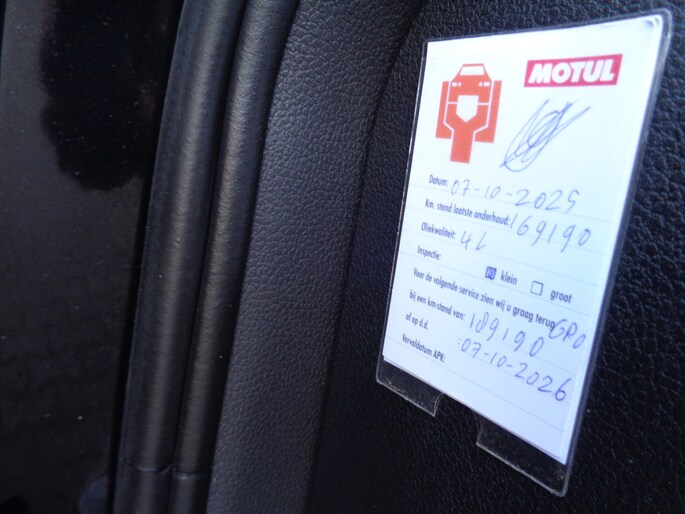 MOTUL
Datum: 07-10-2025
Km. stand laatste onderhoud: 169190
Oliekwaliteit: 4L
Inspectie:
klein groot
Voor de volgende service zien wij u graag terug GRO
bij een km-stand van: 189190
of op d.d. : 07-10-2026
Vervaldatum APK: